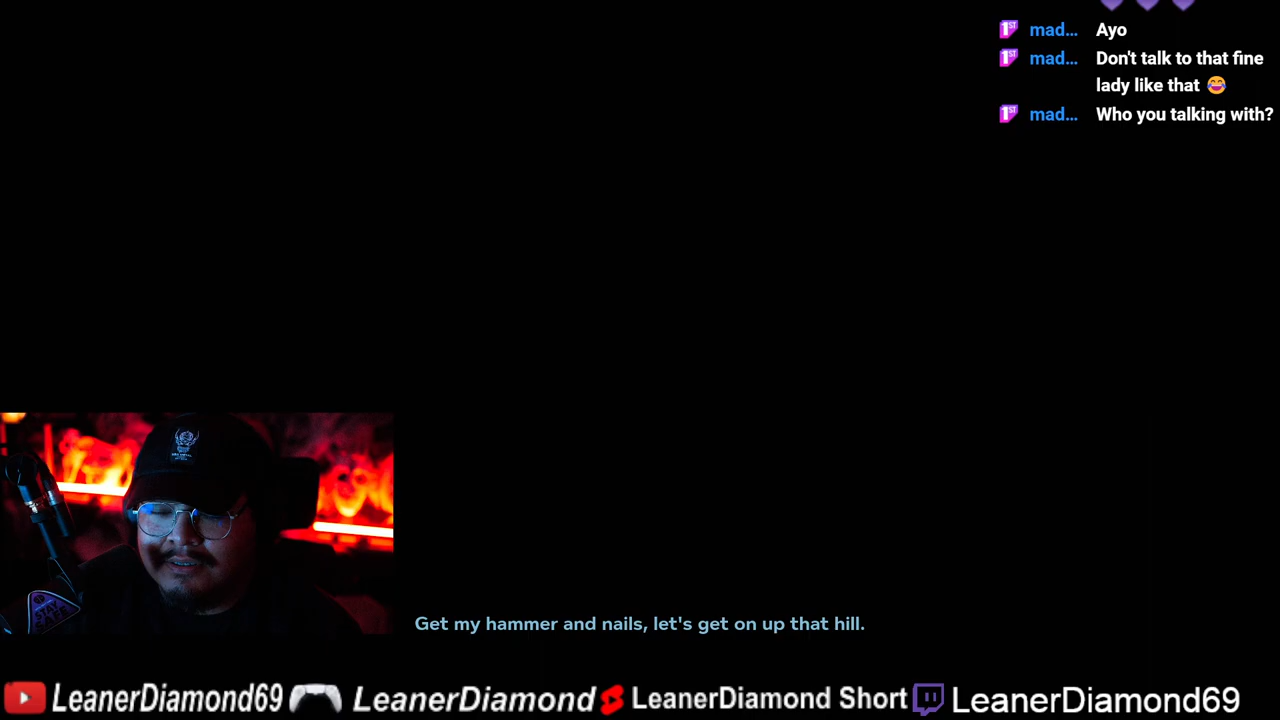 mad... Ayo
mad... Don't talk to that fine
lady like that 😂
mad... Who you talking with?
Get my hammer and nails, let's get on up that hill.
LeanerDiamond69 LeanerDiamond LeanerDiamond Short LeanerDiamond69